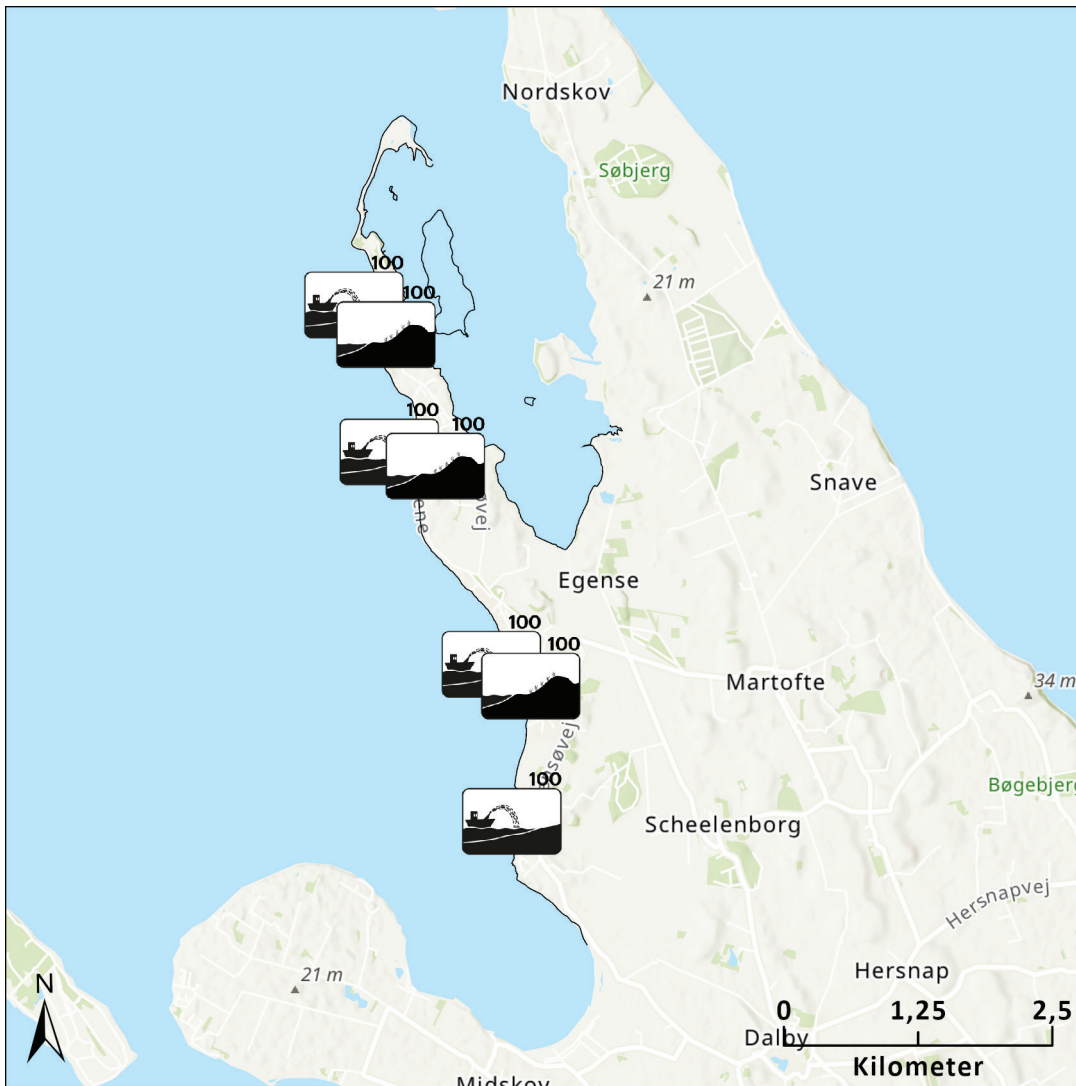 Nordskov
Søbjerg
100
21 m
100
100
100
Snave
Egense
100
100
Martofte
34 m
100
Bøgebjerg
Scheelenborg
Hersnapvej
Hersnap
21 m
N
0 1,25 2,5
Dalby
Kilometer
Midskov